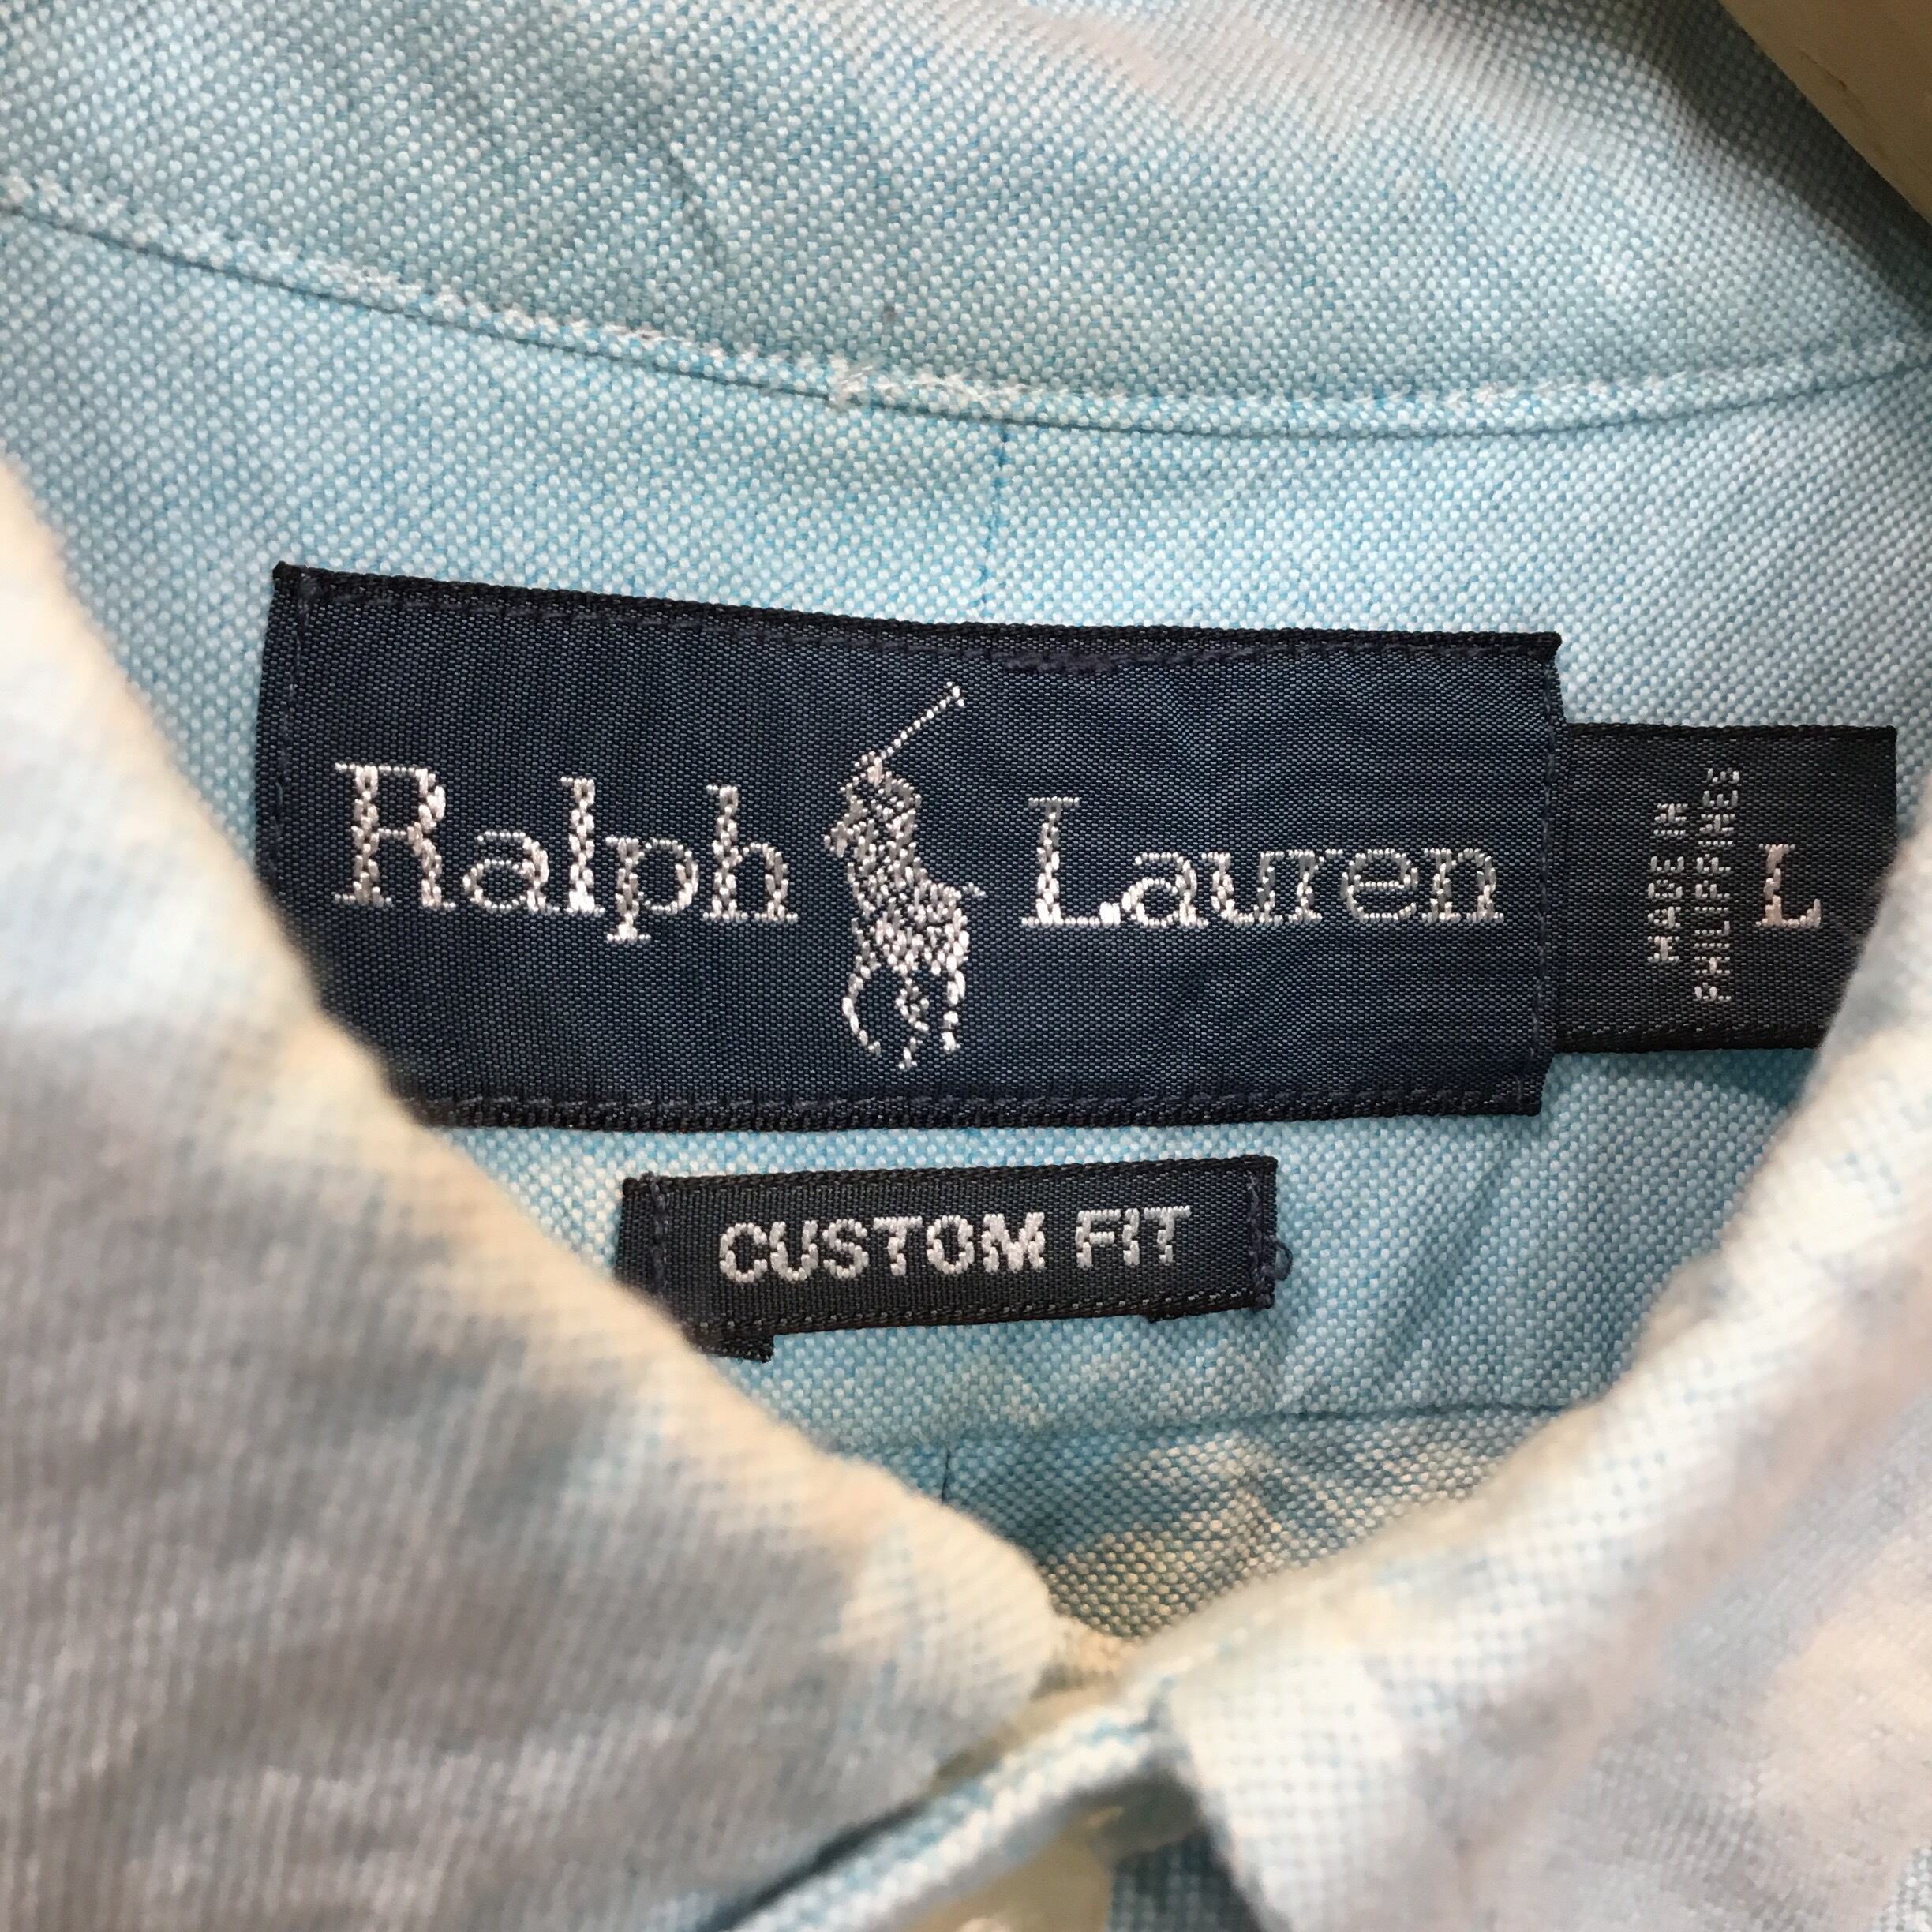 Ralph Lauren
MADE IN
PHILIPPINES
L
CUSTOM FIT